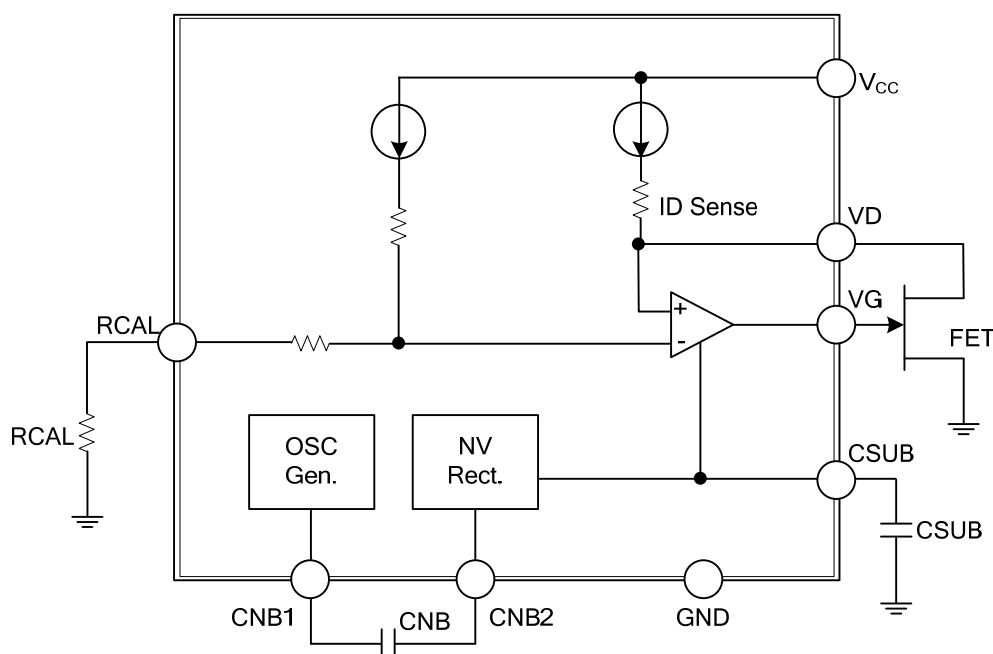 VCC
ID Sense
VD
VG
RCAL
+
-
FET
RCAL
OSC
Gen.
NV
Rect.
CSUB
CSUB
CNB1
CNB
CNB2
GND